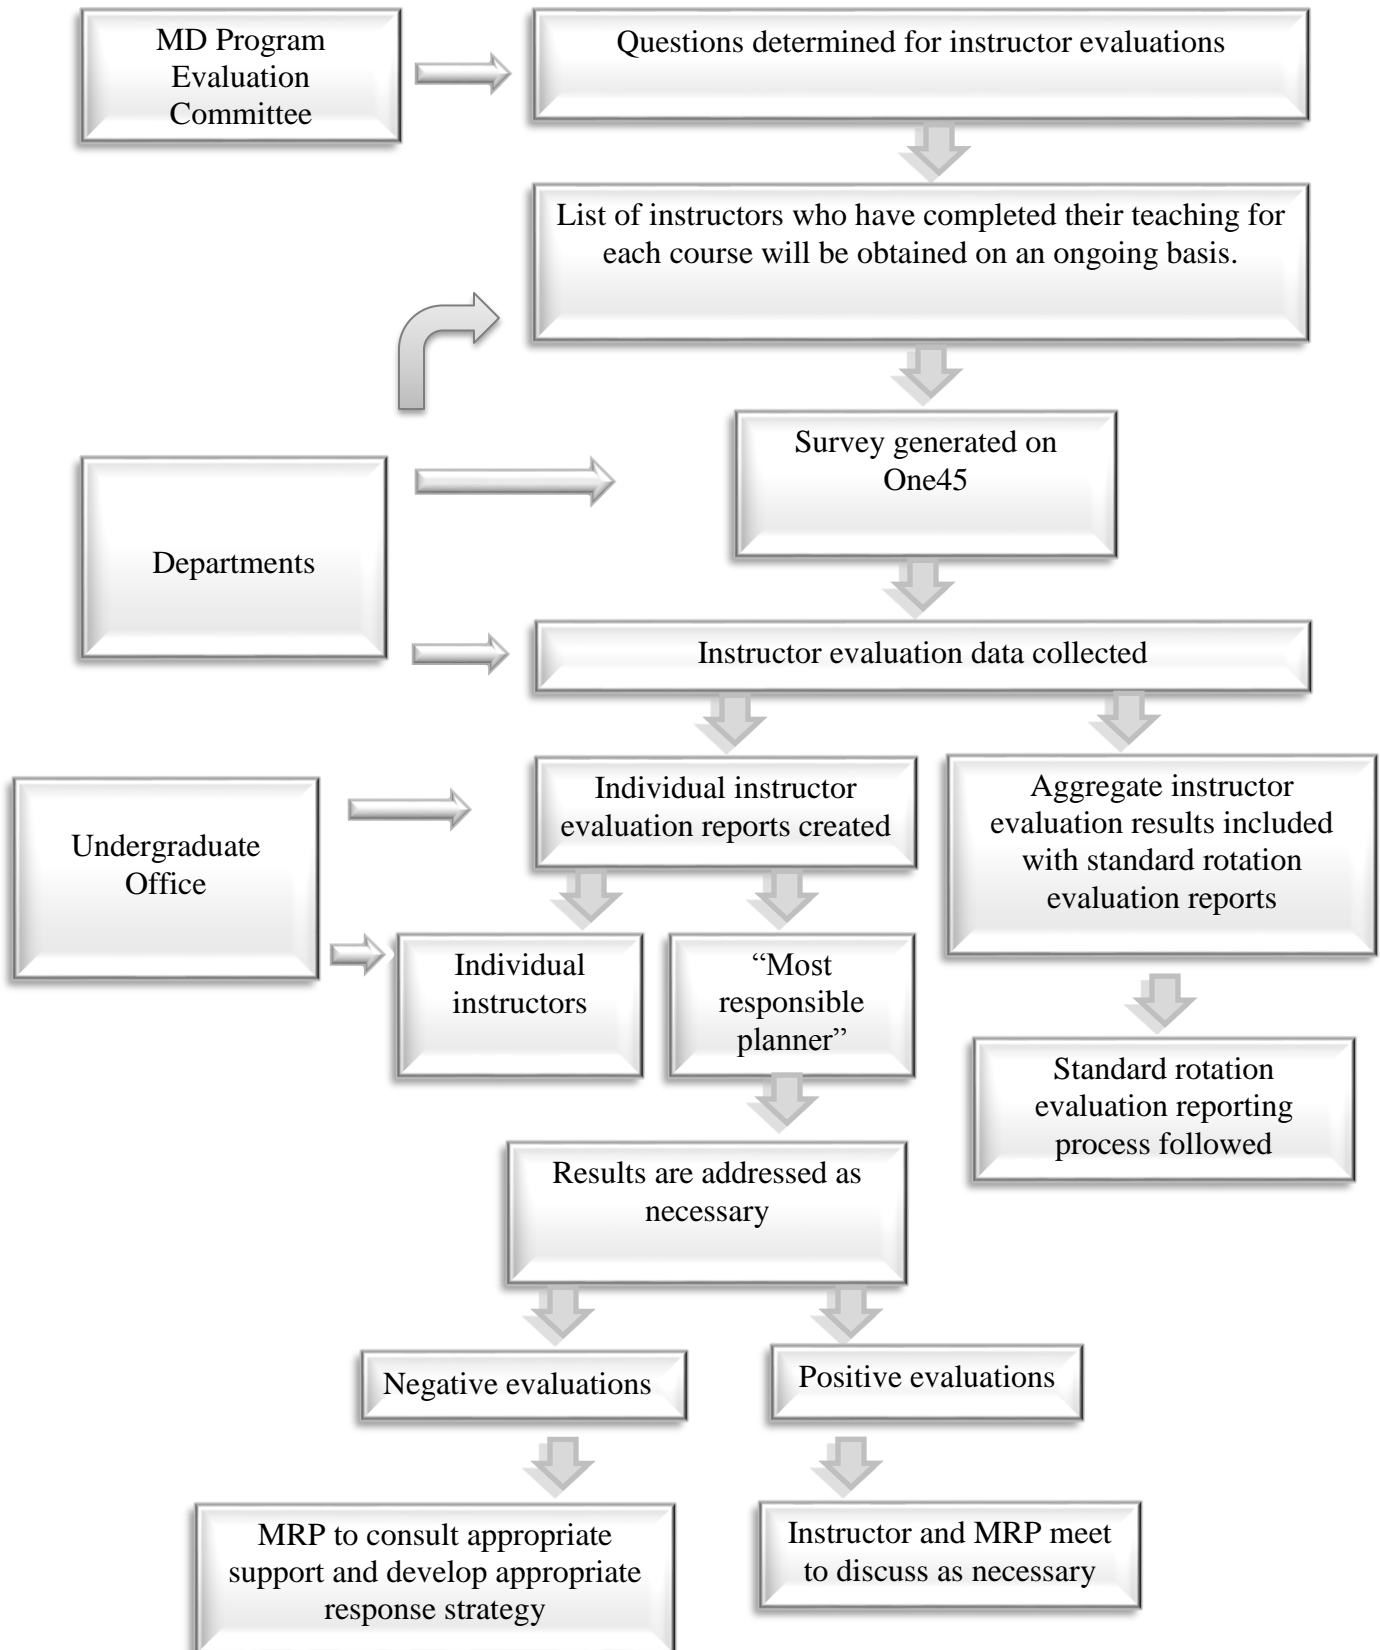 MD Program
Evaluation
Committee
Questions determined for instructor evaluations
List of instructors who have completed their teaching for
each course will be obtained on an ongoing basis.
Survey generated on
One45
Departments
Instructor evaluation data collected
Undergraduate
Office
Individual instructor
evaluation reports created
Aggregate instructor
evaluation results included
with standard rotation
evaluation reports
Individual
instructors
“Most
responsible
planner”
Standard rotation
evaluation reporting
process followed
Results are addressed as
necessary
Negative evaluations
Positive evaluations
MRP to consult appropriate
support and develop appropriate
response strategy
Instructor and MRP meet
to discuss as necessary